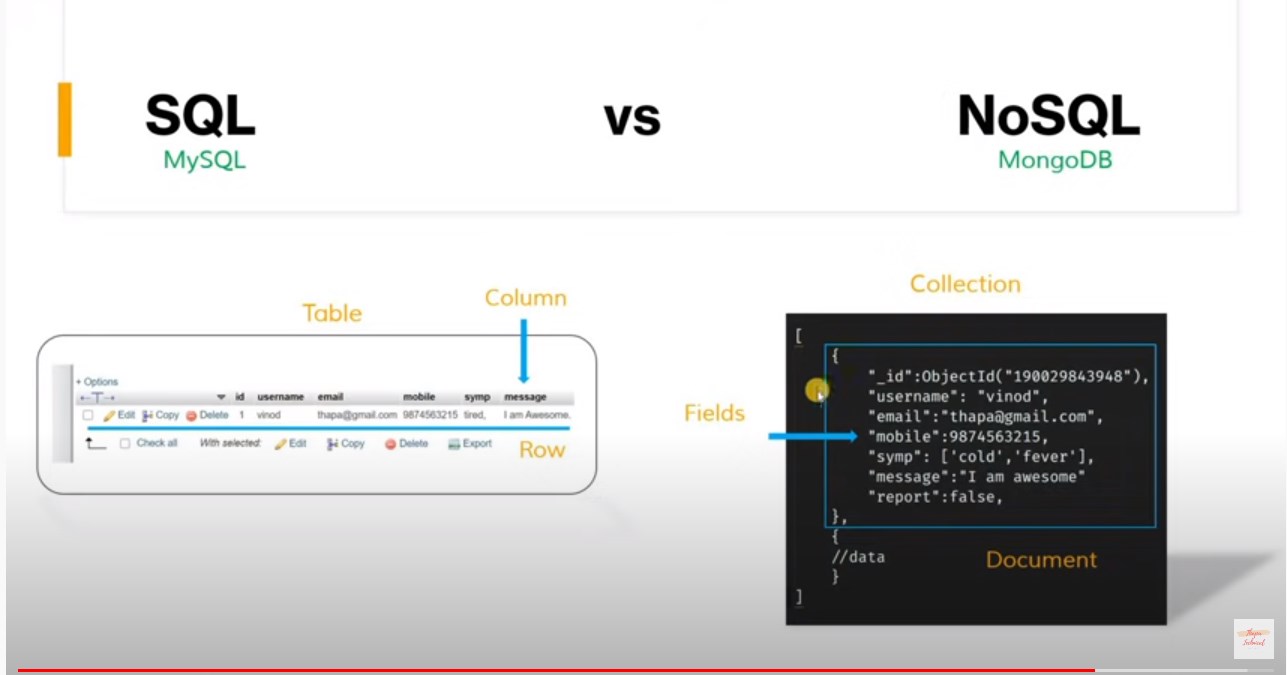 SQL
MySQL
vs
NoSQL
MongoDB
Table
Column
+ Options
←T→ id username email mobile symp message
Edit Copy Delete 1 vinod thapa@gmail.com 9874563215 tired, I am Awesome.
Check all With selected: Edit Copy Delete Export
Row
Collection
Fields
[
{
"_id":ObjectId("190029843948"),
"username": "vinod",
"email":"thapa@gmail.com",
"mobile":9874563215,
"symp": ['cold','fever'],
"message":"I am awesome"
"report":false,
},
{
//data
}
]
Document
Thapa
Technical